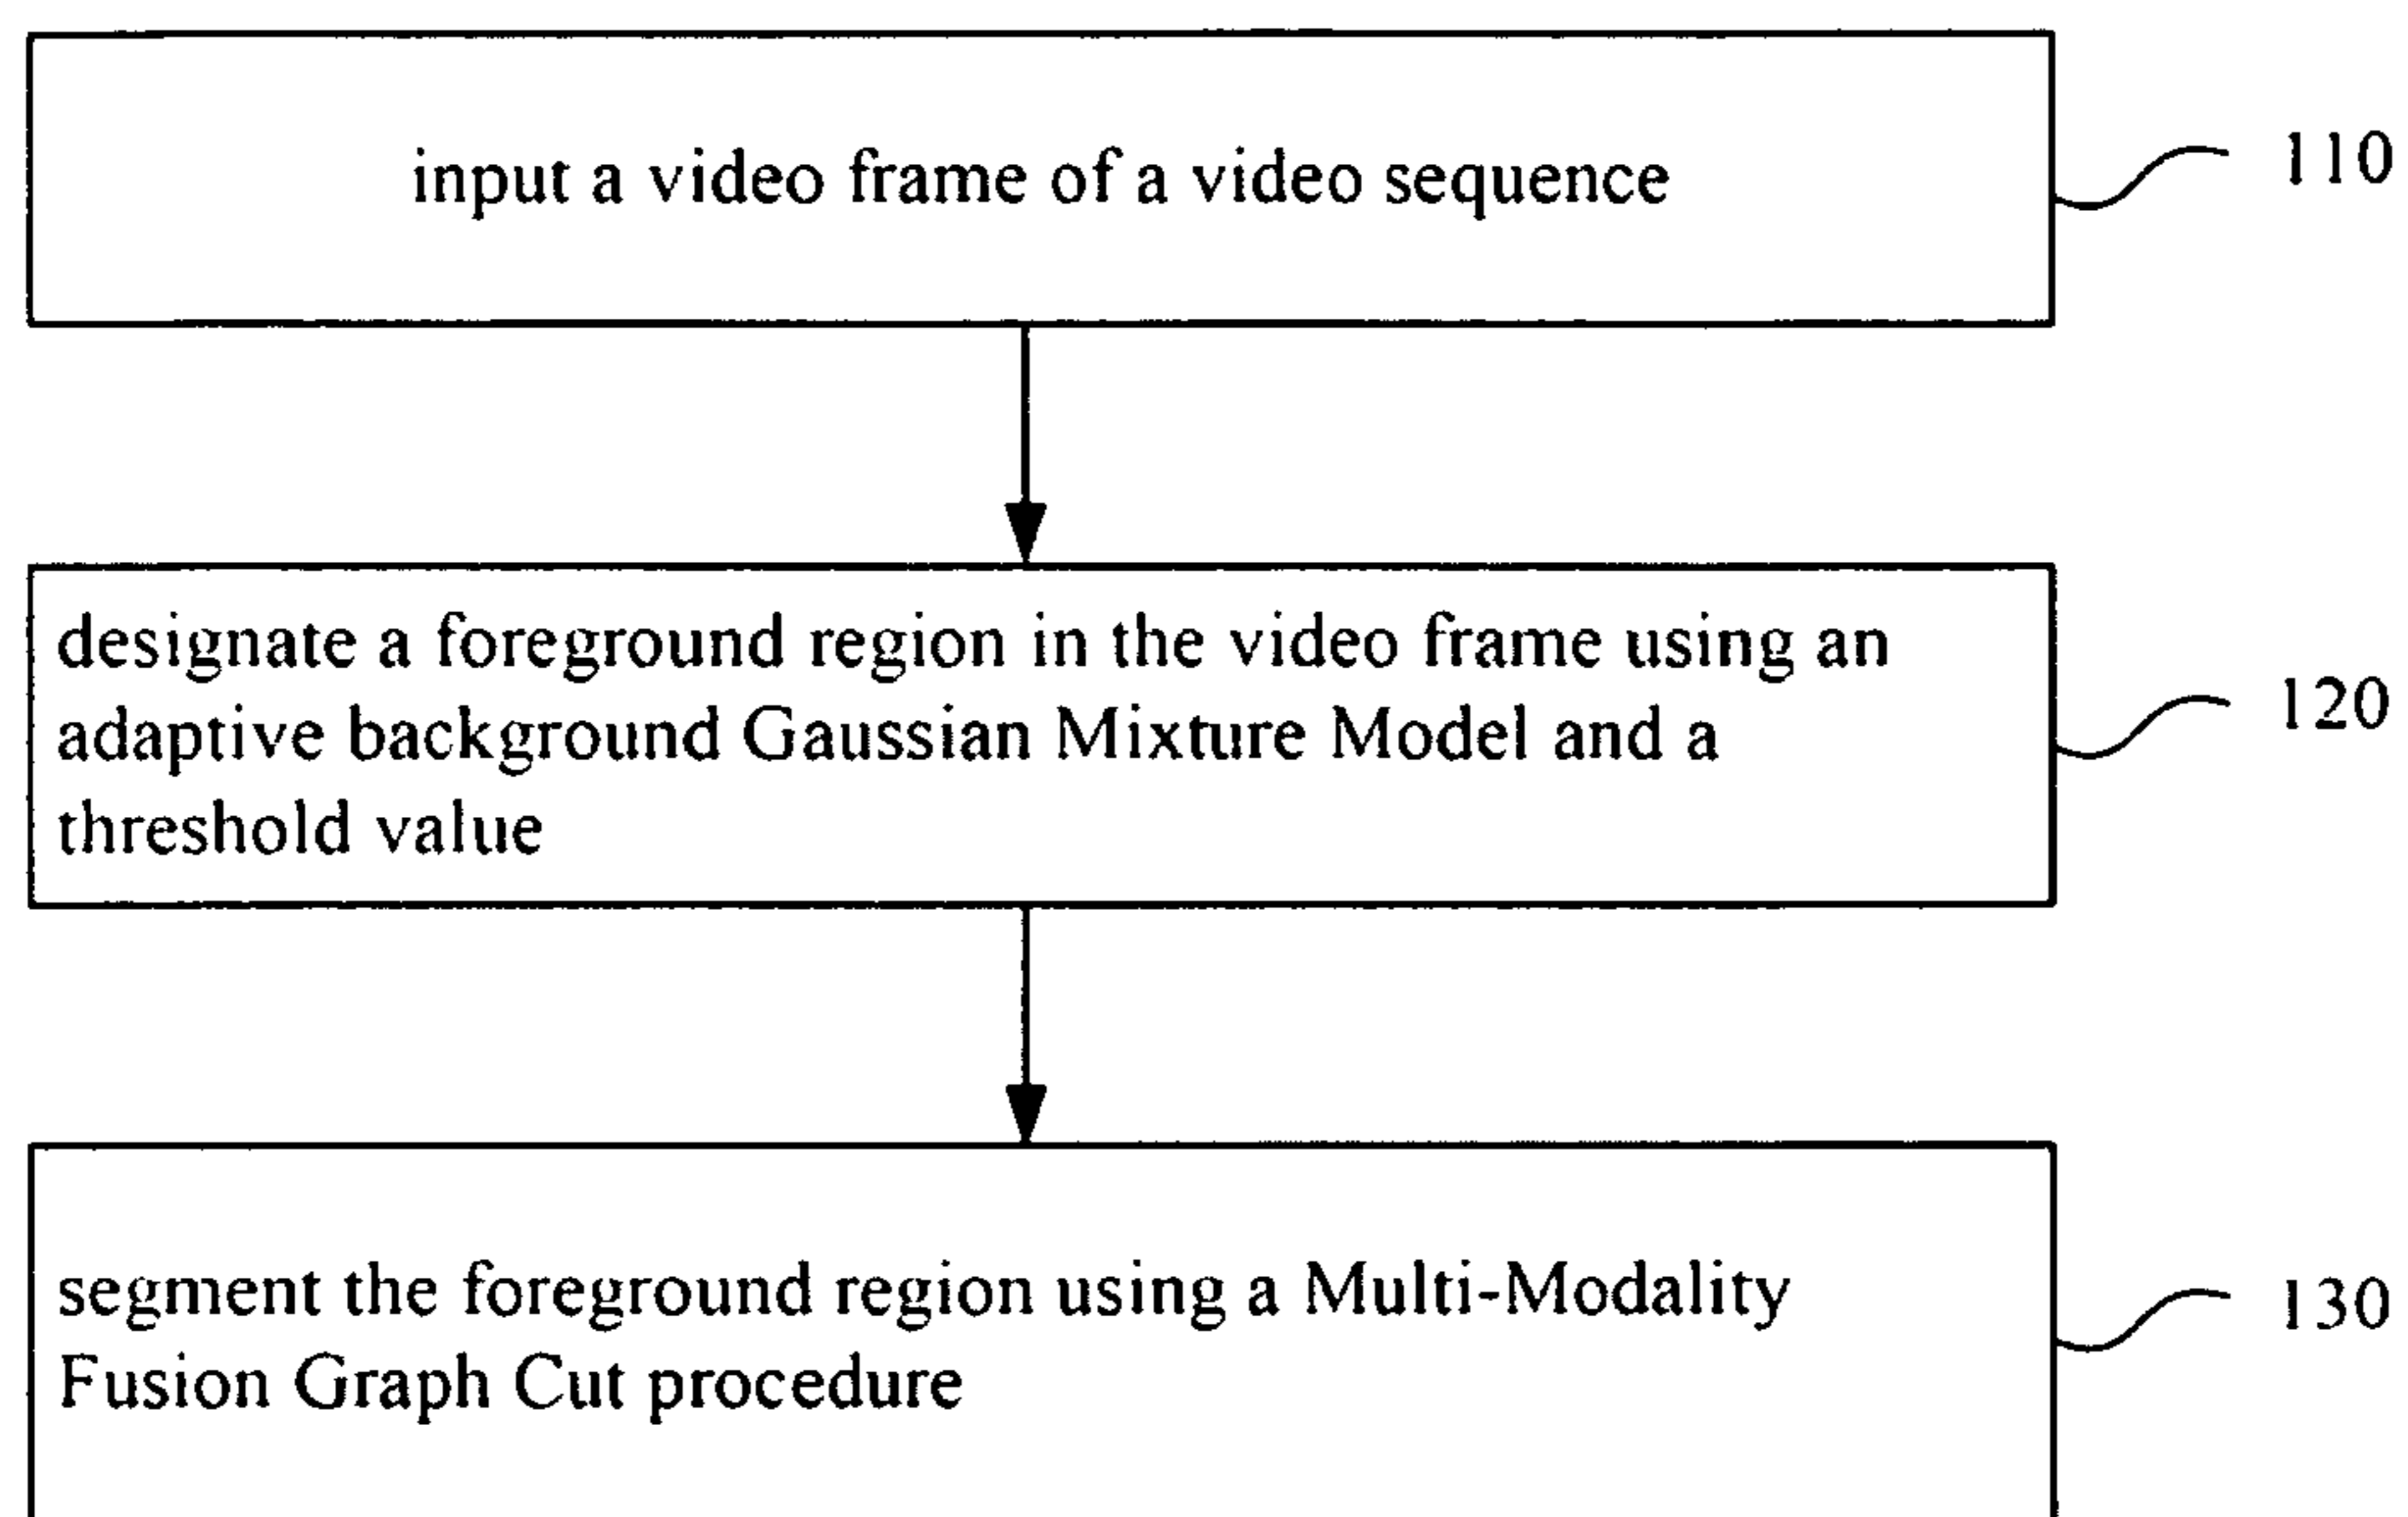 input a video frame of a video sequence
110
designate a foreground region in the video frame using an
adaptive background Gaussian Mixture Model and a
threshold value
120
segment the foreground region using a Multi-Modality
Fusion Graph Cut procedure
130